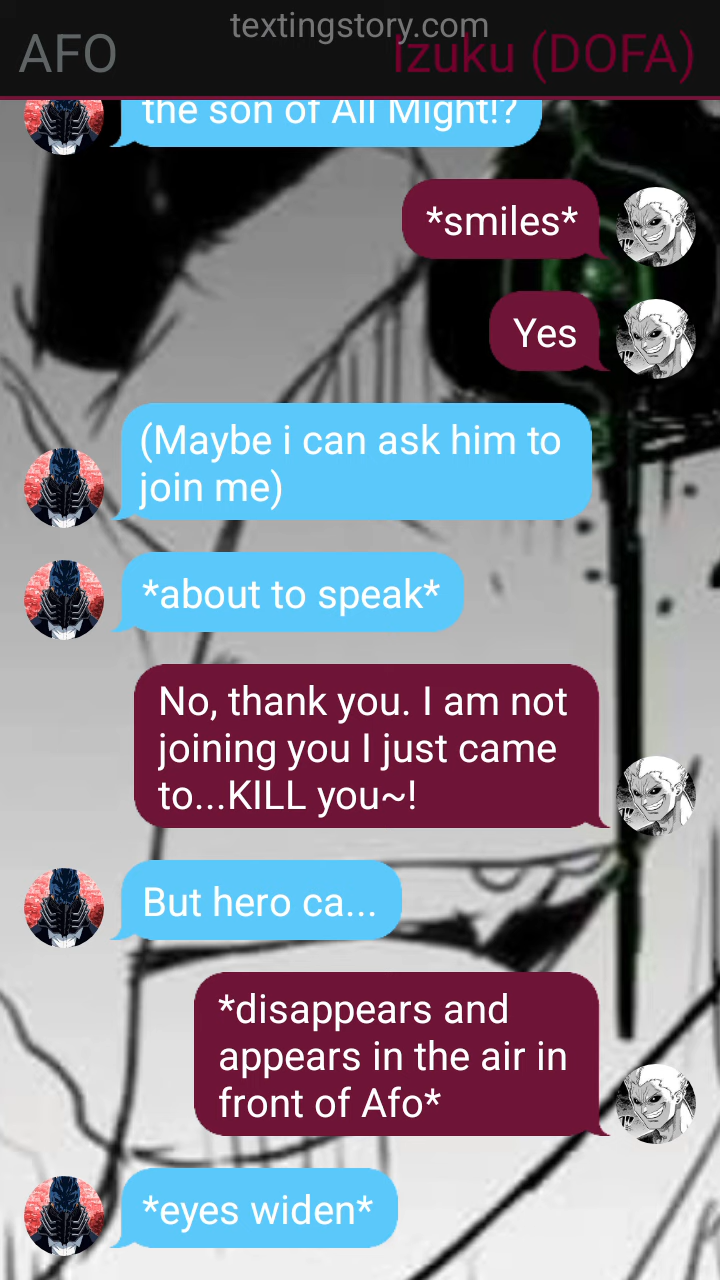 textingstory.com
AFO
Izuku (DOFA)
the son of All Might!?
*smiles*
Yes
(Maybe i can ask him to
join me)
*about to speak*
No, thank you. I am not
joining you I just came
to...KILL you~!
But hero ca...
*disappears and
appears in the air in
front of Afo*
*eyes widen*